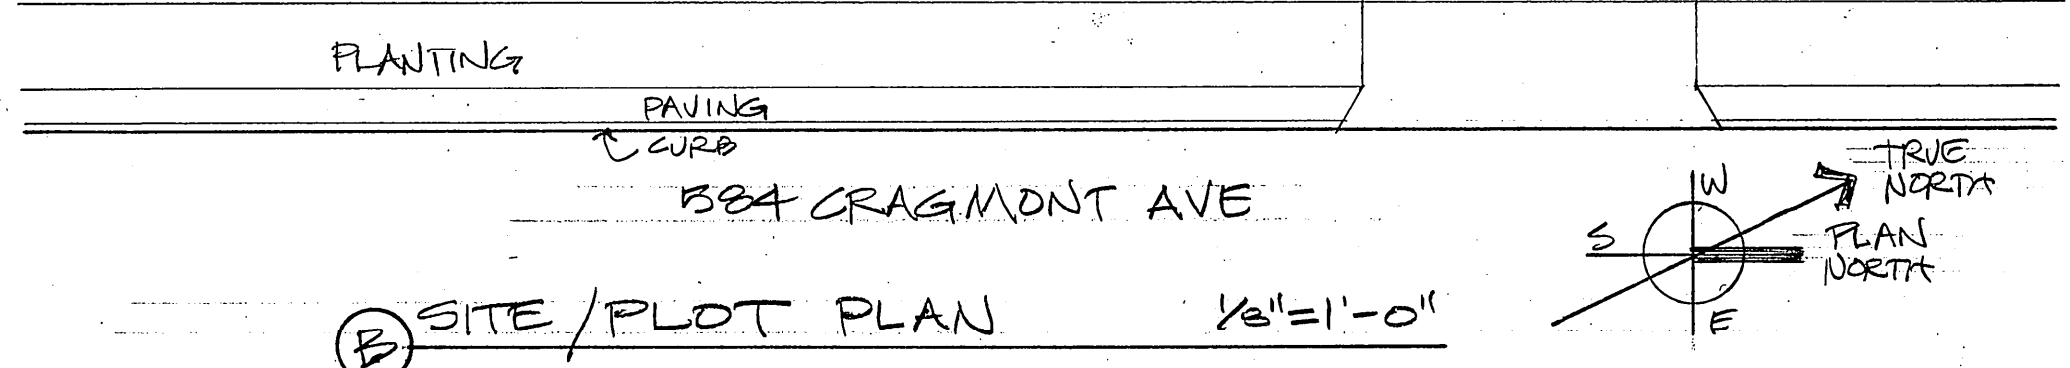 PLANTING
PAVING
CURB
584 CRAGMONT AVE
W
TRUE
NORTH
S
PLAN
NORTH
E
B SITE/PLOT PLAN 1/8"=1'-0"